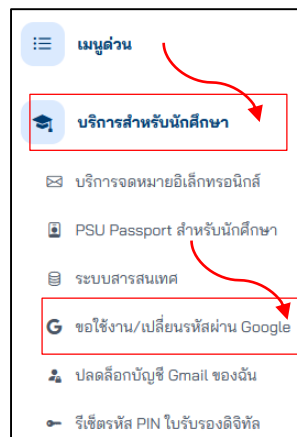 เมนูด่วน
บริการสำหรับนักศึกษา
บริการจดหมายอิเล็กทรอนิกส์
PSU Passport สำหรับนักศึกษา
ระบบสารสนเทศ
ขอใช้งาน/เปลี่ยนรหัสผ่าน Google
ปลดล็อกบัญชี Gmail ของฉัน
รีเซ็ตรหัส PIN ใบรับรองดิจิทัล